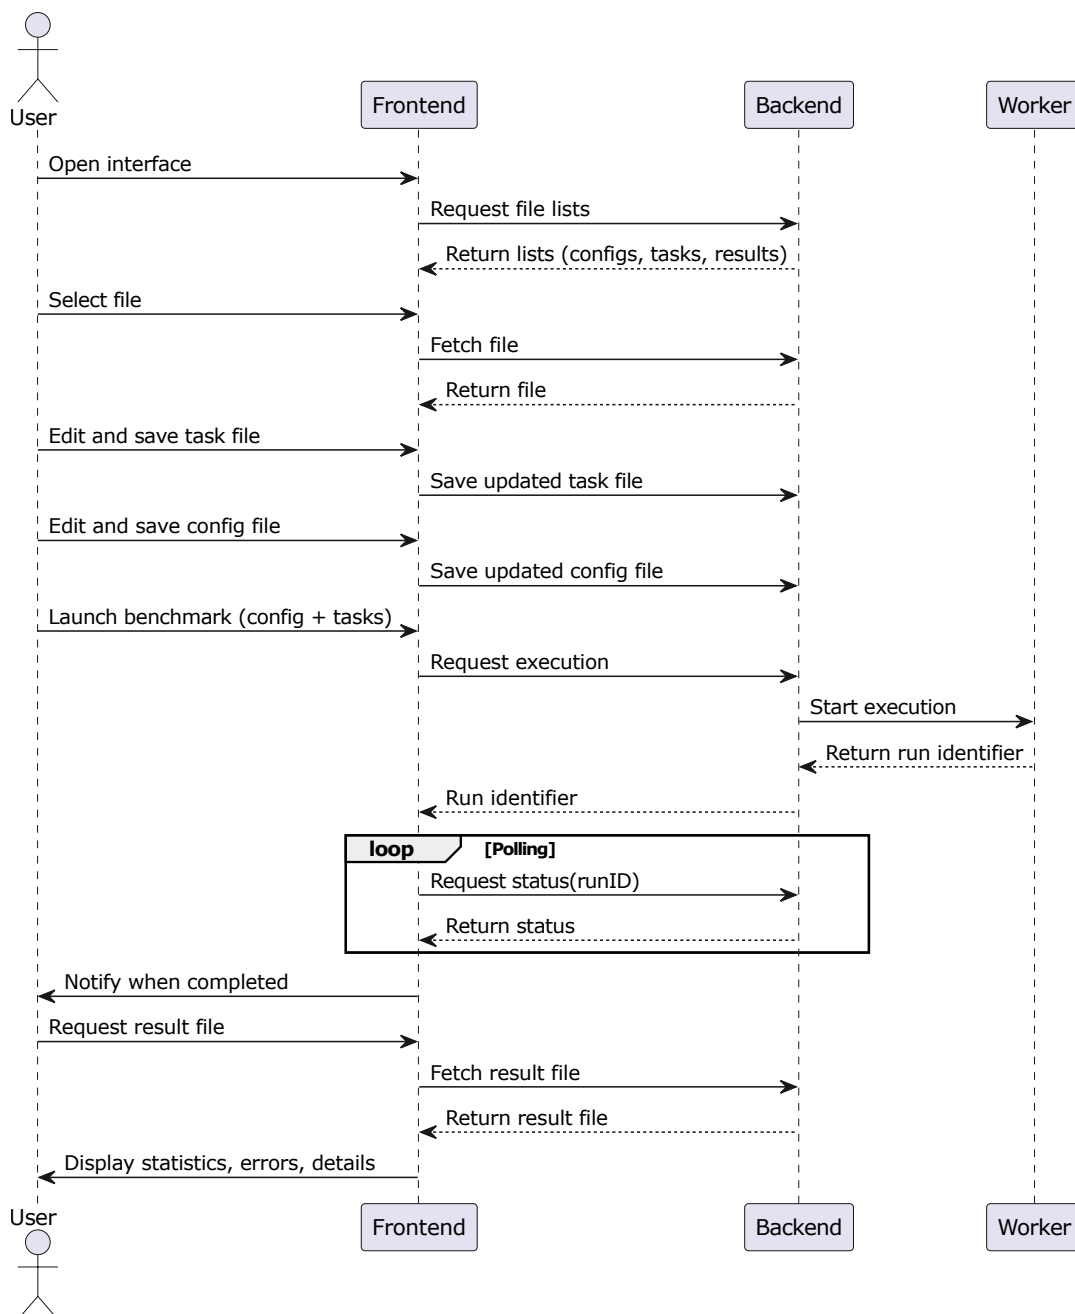 User
Frontend
Backend
Worker
Open interface
Request file lists
Return lists (configs, tasks, results)
Select file
Fetch file
Return file
Edit and save task file
Save updated task file
Edit and save config file
Save updated config file
Launch benchmark (config + tasks)
Request execution
Start execution
Return run identifier
Run identifier
loop [Polling]
Request status(runID)
Return status
Notify when completed
Request result file
Fetch result file
Return result file
Display statistics, errors, details
User
Frontend
Backend
Worker